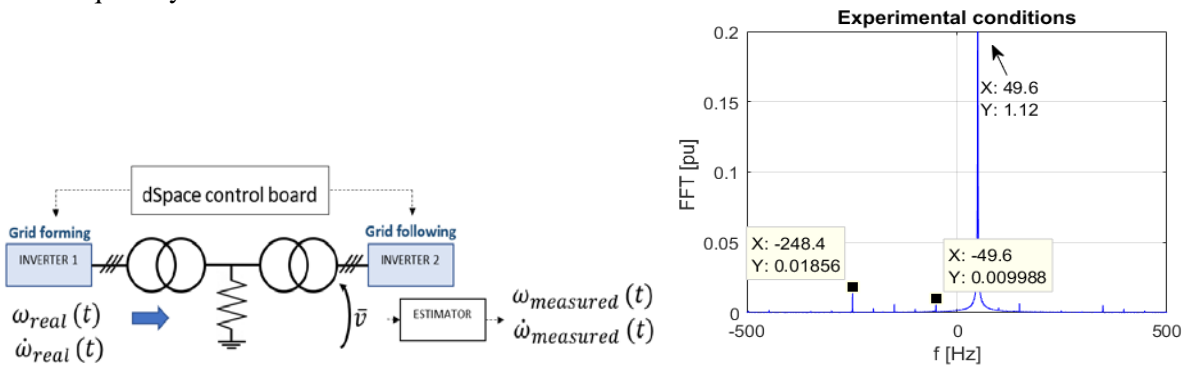 dSpace control board
Grid forming
INVERTER 1
Grid following
INVERTER 2
ω_real (t)
ω̇_real (t)
v̄
ESTIMATOR
ω_measured (t)
ω̇_measured (t)
Experimental conditions
FFT [pu]
0.2
0.15
0.1
0.05
0
X: 49.6
Y: 1.12
X: -248.4
Y: 0.01856
X: -49.6
Y: 0.009988
-500
0
500
f [Hz]